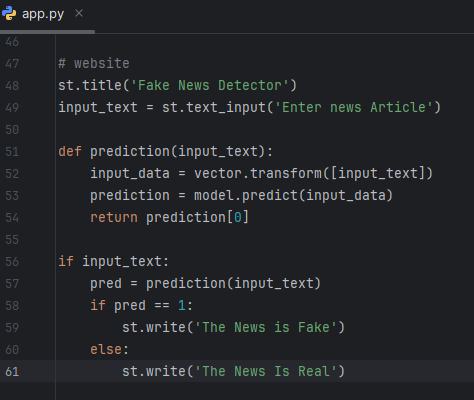 app.py
46
47 # website
48 st.title('Fake News Detector')
49 input_text = st.text_input('Enter news Article')
50
51 def prediction(input_text):
52     input_data = vector.transform([input_text])
53     prediction = model.predict(input_data)
54     return prediction[0]
55
56 if input_text:
57     pred = prediction(input_text)
58     if pred == 1:
59         st.write('The News is Fake')
60     else:
61         st.write('The News Is Real')